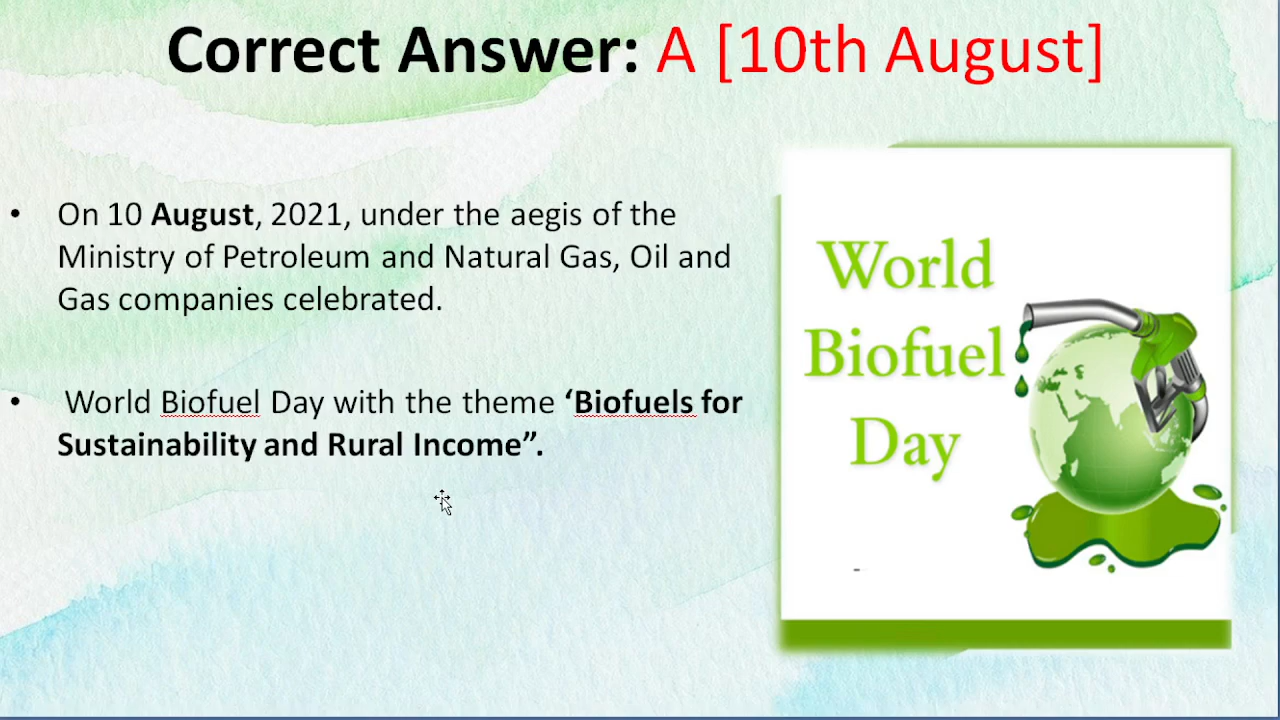 Correct Answer: A [10th August]
• On 10 August, 2021, under the aegis of the
Ministry of Petroleum and Natural Gas, Oil and
Gas companies celebrated.
• World Biofuel Day with the theme ‘Biofuels for
Sustainability and Rural Income”.
World
Biofuel
Day
-